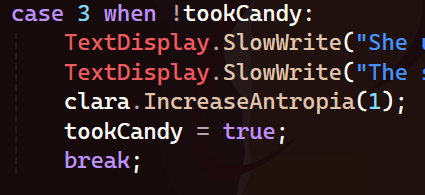 case 3 when !tookCandy:
TextDisplay.SlowWrite("She
TextDisplay.SlowWrite("The
clara.IncreaseAntropia(1);
tookCandy = true;
break;